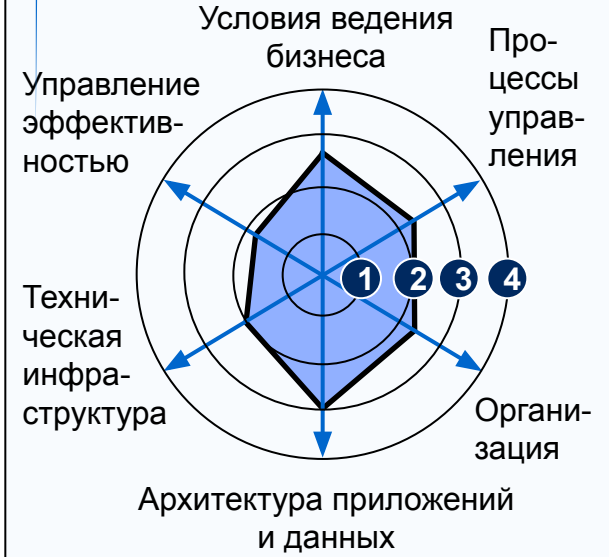 Условия ведения
бизнеса
Про-
цессы
управ-
ления
Управление
эффектив-
ностью
1 2 3 4
Техни-
ческая
инфра-
структура
Органи-
зация
Архитектура приложений
и данных